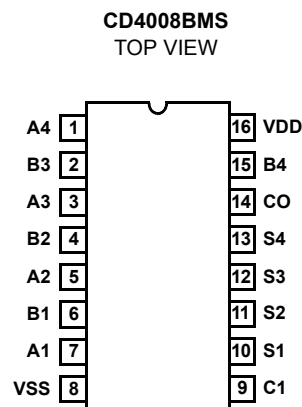 CD4008BMS
TOP VIEW
A4 1 16 VDD
B3 2 15 B4
A3 3 14 CO
B2 4 13 S4
A2 5 12 S3
B1 6 11 S2
A1 7 10 S1
VSS 8 9 C1